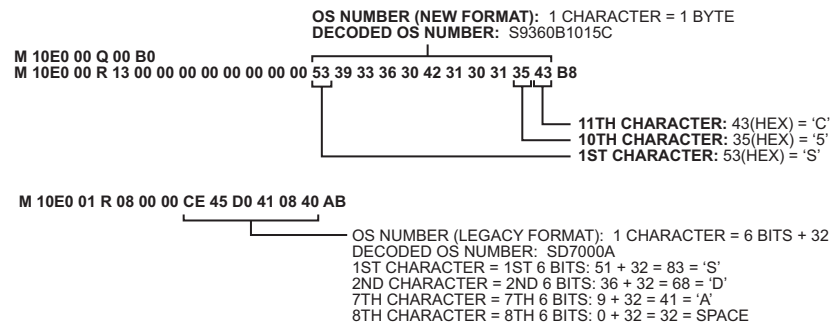 OS NUMBER (NEW FORMAT): 1 CHARACTER = 1 BYTE
DECODED OS NUMBER: S9360B1015C
M 10E0 00 Q 00 B0
M 10E0 00 R 13 00 00 00 00 00 00 00 00 53 39 33 36 30 42 31 30 31 35 43 B8
11TH CHARACTER: 43(HEX) = ‘C’
10TH CHARACTER: 35(HEX) = ‘5’
1ST CHARACTER: 53(HEX) = ‘S’
M 10E0 01 R 08 00 00 CE 45 D0 41 08 40 AB
OS NUMBER (LEGACY FORMAT): 1 CHARACTER = 6 BITS + 32
DECODED OS NUMBER: SD7000A
1ST CHARACTER = 1ST 6 BITS: 51 + 32 = 83 = ‘S’
2ND CHARACTER = 2ND 6 BITS: 36 + 32 = 68 = ‘D’
7TH CHARACTER = 7TH 6 BITS: 9 + 32 = 41 = ‘A’
8TH CHARACTER = 8TH 6 BITS: 0 + 32 = 32 = SPACE